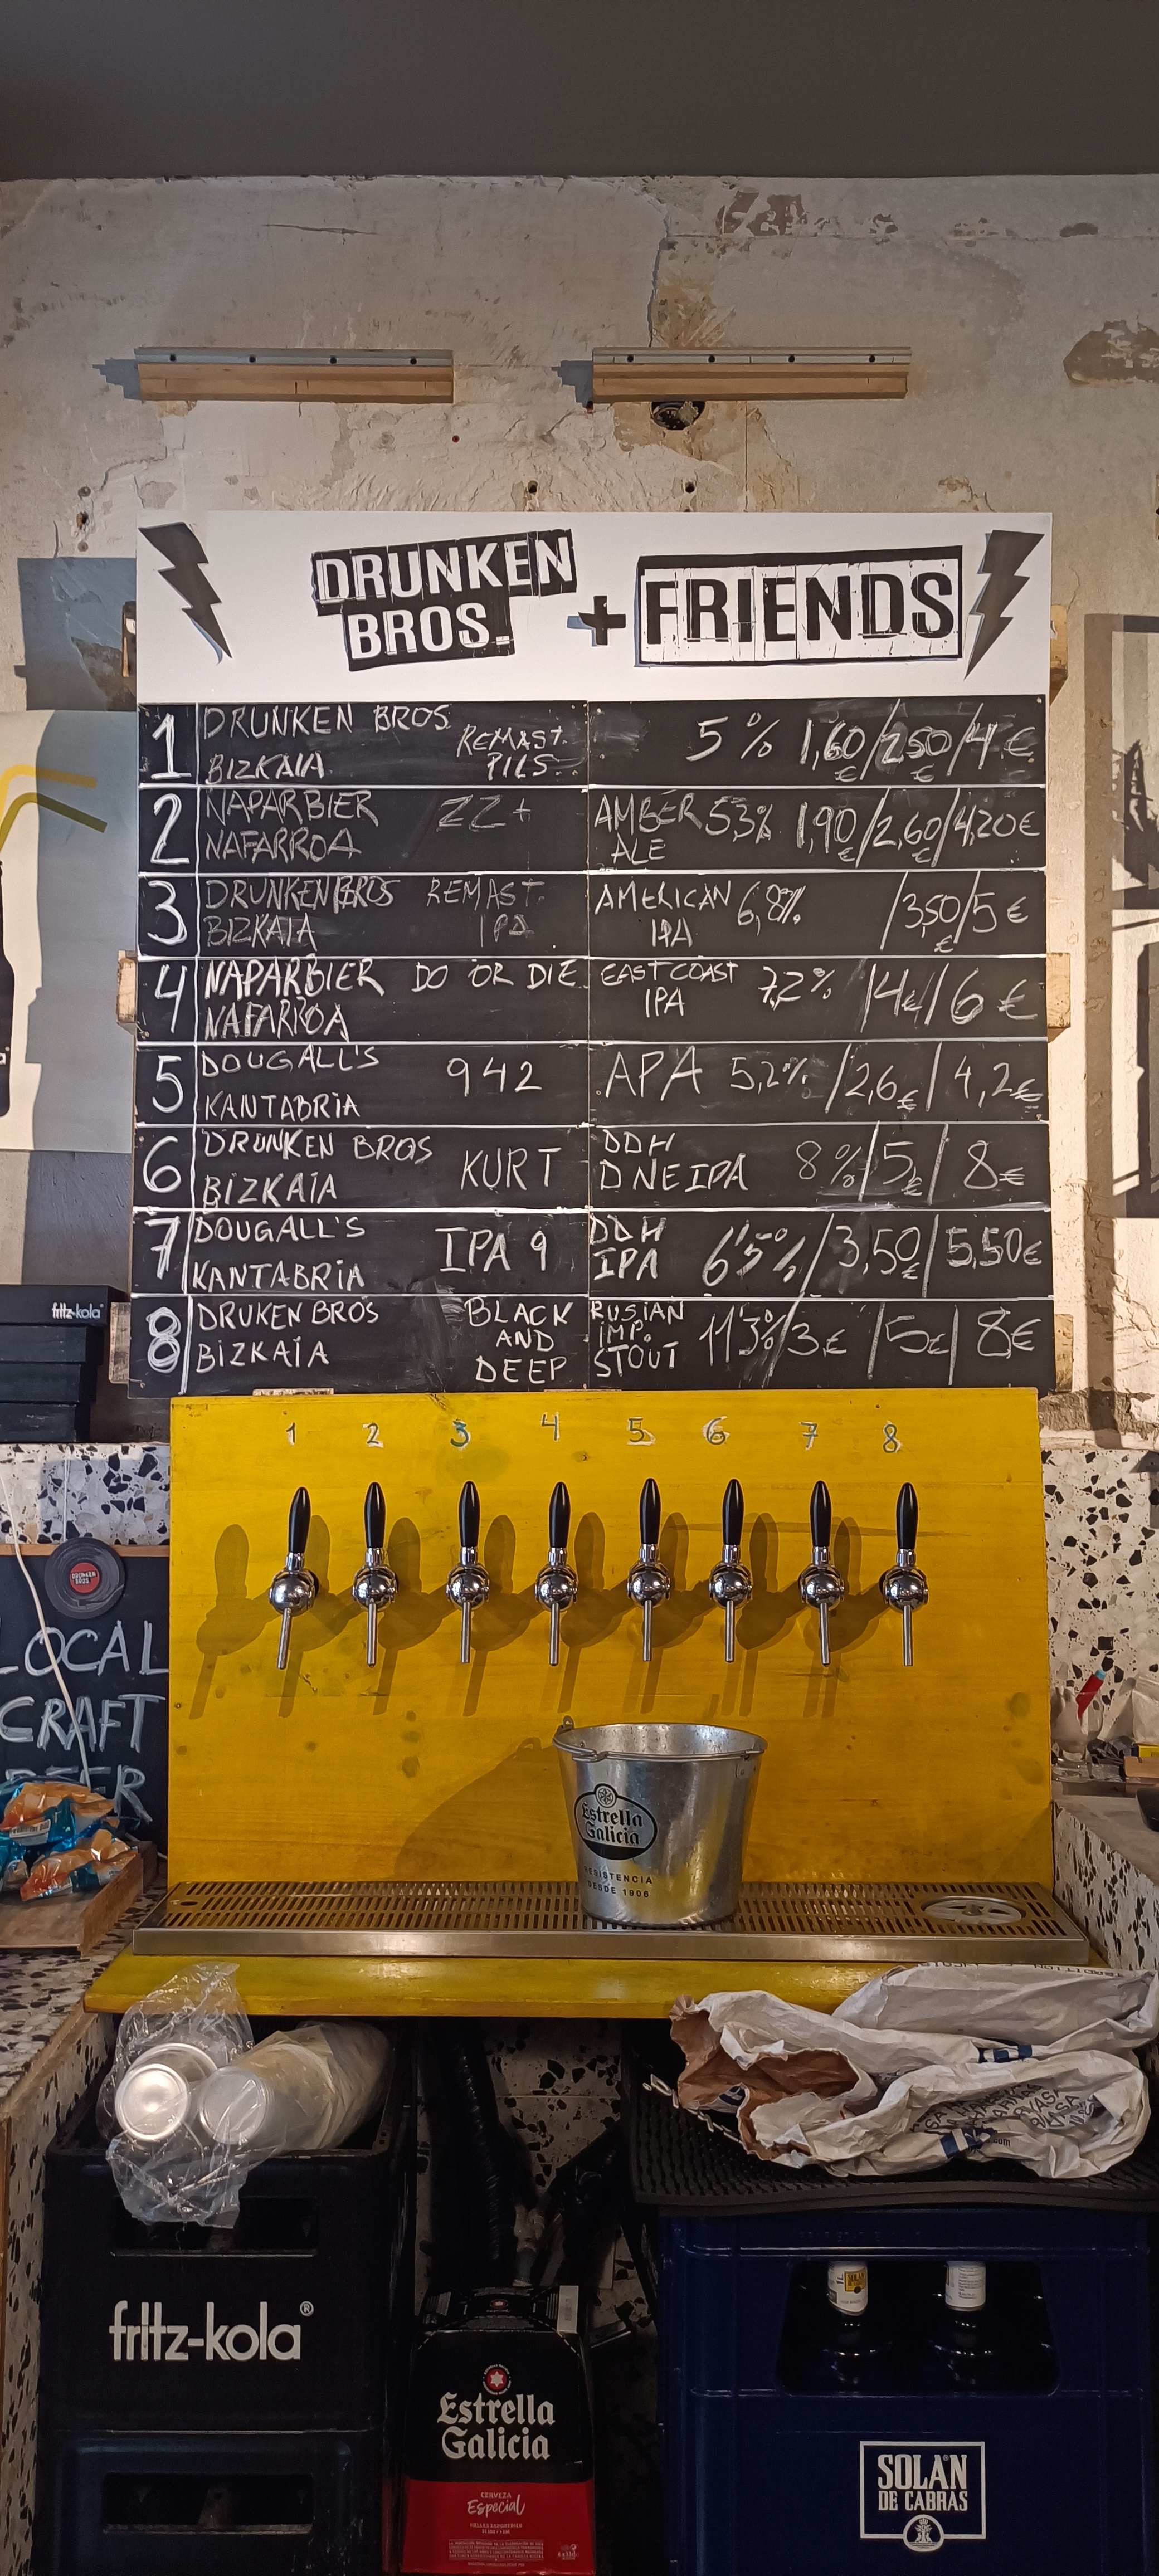 DRUNKEN BROS. + FRIENDS
1 DRUNKEN BROS. REMAST. PILS. 5% 1,60€/2,50€/4€
BIZKAIA
2 NAPARBIER ZZ+ AMBER ALE 5,3% 1,90€/2,60€/4,20€
NAFARROA
3 DRUNKEN BROS REMAST. IPA AMERICAN IPA 6,8% /3,50€/5€
BIZKAIA
4 NAPARBIER DO OR DIE EAST COAST IPA 7,2% /4€/6€
NAFARROA
5 DOUGALL'S 942 APA 5,2% /2,6€/4,2€
KANTABRIA
6 DRUNKEN BROS KURT DDH DNEIPA 8%/5€/8€
BIZKAIA
7 DOUGALL'S IPA 9 DDH IPA 6'5%/3,50€/5,50€
KANTABRIA
8 DRUKEN BROS BLACK AND DEEP RUSIAN IMP. STOUT 11'3%/3€/5€/8€
BIZKAIA
fritz-kola
1 2 3 4 5 6 7 8
DRUNKEN BROS
LOCAL
CRAFT
BEER
Estrella
Galicia
RESISTENCIA
DESDE 1906
fritz-kola®
Estrella
Galicia
CERVEZA
Especial
SOLAN
DE CABRAS